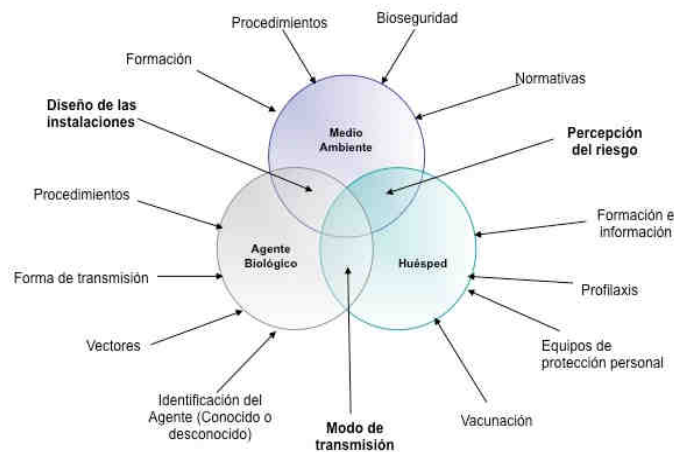 Procedimientos
Bioseguridad
Formación
Normativas
Diseño de las
instalaciones
Medio
Ambiente
Percepción
del riesgo
Procedimientos
Formación e
información
Agente
Biológico
Huésped
Forma de transmisión
Profilaxis
Vectores
Equipos de
protección personal
Identificación del
Agente (Conocido o
desconocido)
Modo de
transmisión
Vacunación